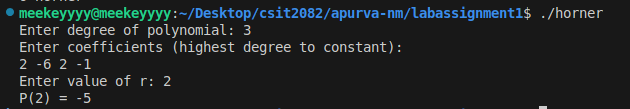 meekeyyyy@meekeyyyy:~/Desktop/csit2082/apurva-nm/labassignment1$ ./horner
Enter degree of polynomial: 3
Enter coefficients (highest degree to constant):
2 -6 2 -1
Enter value of r: 2
P(2) = -5